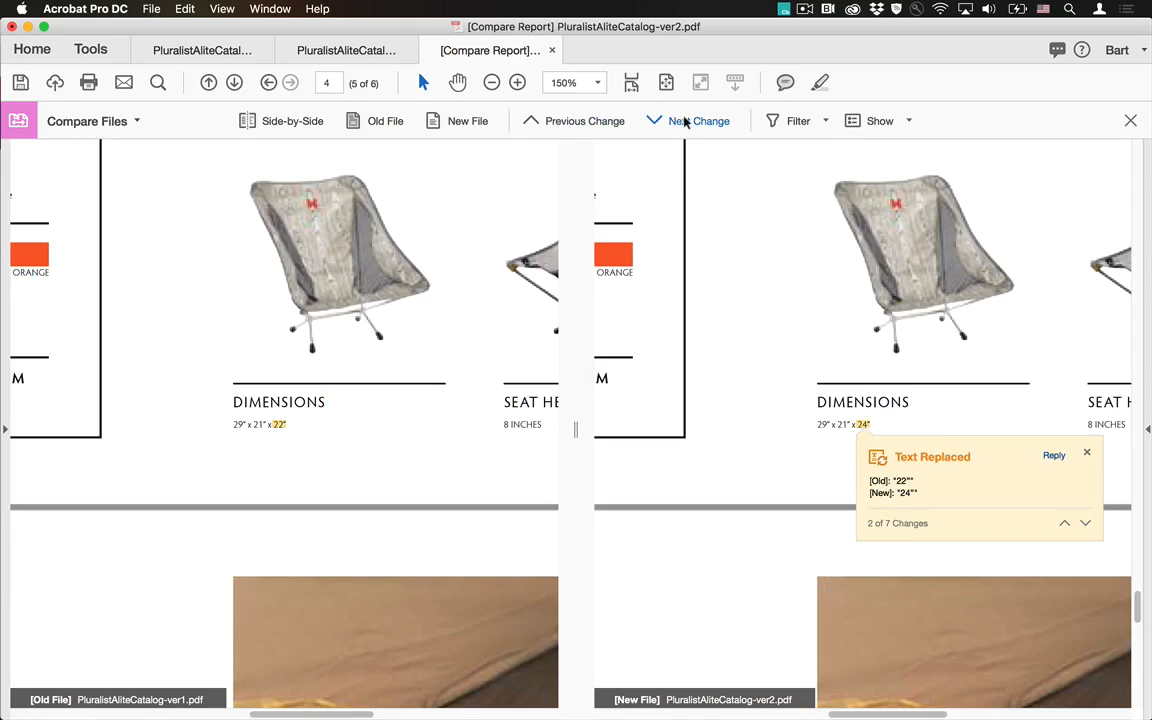 Acrobat Pro DC File Edit View Window Help
[Compare Report] PluralistAliteCatalog-ver2.pdf
Home Tools PluralistAliteCatal... PluralistAliteCatal... [Compare Report]... × Bart
4 (5 of 6) 150%
Compare Files Side-by-Side Old File New File Previous Change Next Change Filter Show
ORANGE
ORANGE
M
M
DIMENSIONS
SEAT HE
29" x 21" x 22"
8 INCHES
DIMENSIONS
SEAT H
29" x 21" x 24"
8 INCHES
Text Replaced Reply
[Old]: "22""
[New]: "24""
2 of 7 Changes
[Old File] PluralistAliteCatalog-ver1.pdf
[New File] PluralistAliteCatalog-ver2.pdf